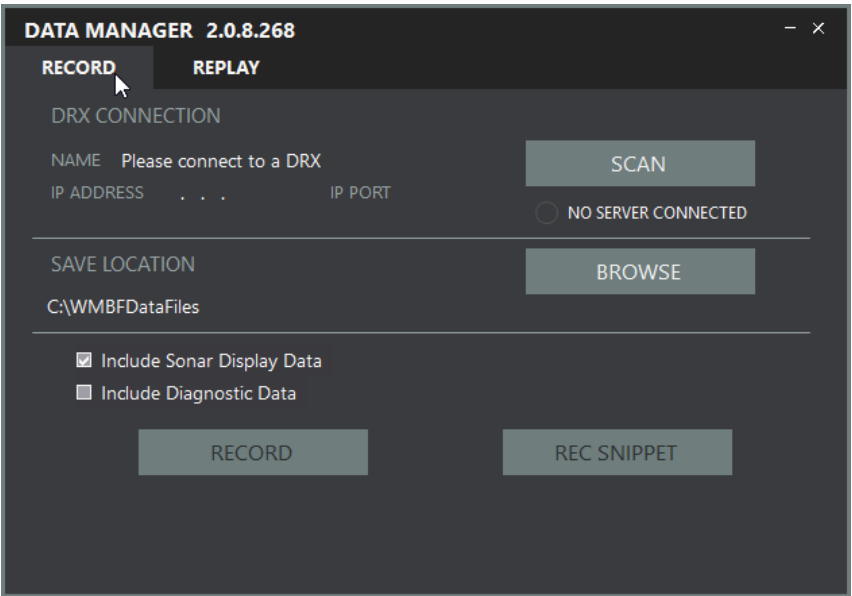 DATA MANAGER 2.0.8.268
RECORD REPLAY
DRX CONNECTION
NAME Please connect to a DRX
SCAN
IP ADDRESS . . . IP PORT
NO SERVER CONNECTED
SAVE LOCATION
BROWSE
C:\WMBFDataFiles
Include Sonar Display Data
Include Diagnostic Data
RECORD REC SNIPPET